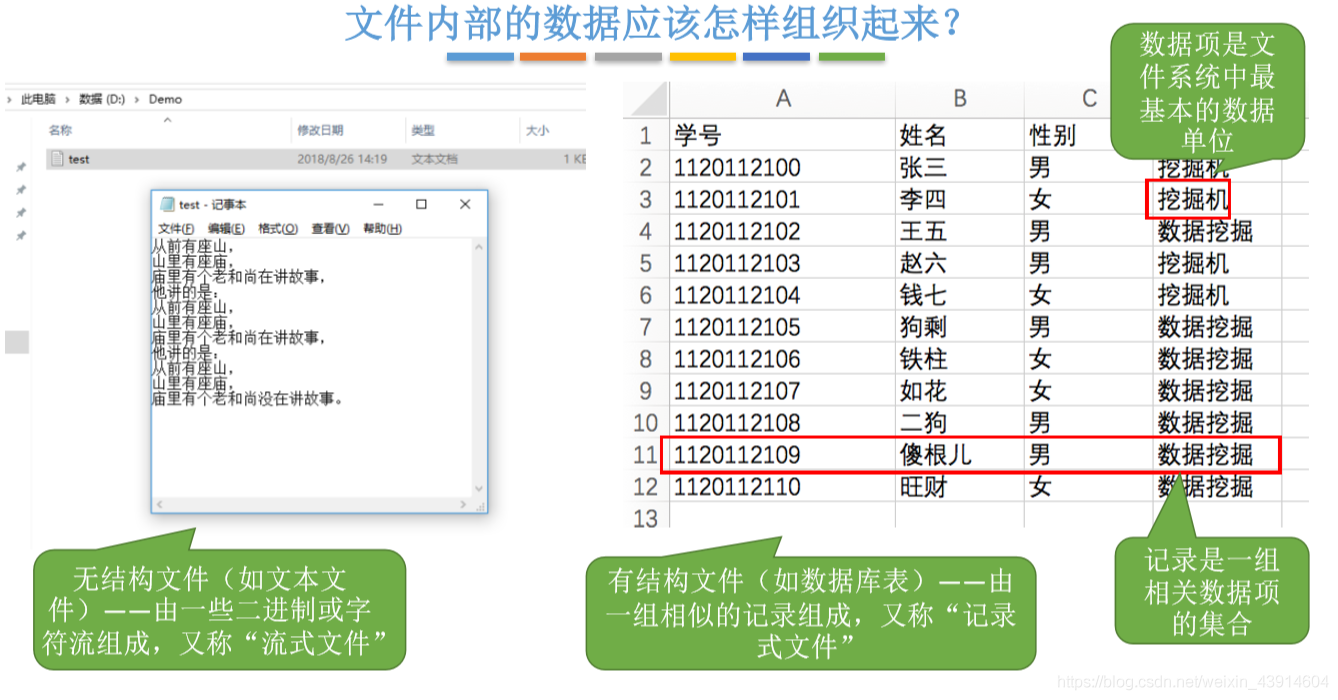 文件内部的数据应该怎样组织起来？
› 此电脑 › 数据 (D:) › Demo
名称 修改日期 类型 大小
test 2018/8/26 14:19 文本文档 1 KB
test - 记事本
文件(F) 编辑(E) 格式(O) 查看(V) 帮助(H)
从前有座山，
山里有座庙，
庙里有个老和尚在讲故事，
他讲的是：
从前有座山，
山里有座庙，
庙里有个老和尚在讲故事，
他讲的是：
从前有座山，
山里有座庙，
庙里有个老和尚没在讲故事。
无结构文件（如文本文
件）——由一些二进制或字
符流组成，又称“流式文件”
A B C
1 学号 姓名 性别
2 1120112100 张三 男 挖掘机
3 1120112101 李四 女 挖掘机
4 1120112102 王五 男 数据挖掘
5 1120112103 赵六 男 挖掘机
6 1120112104 钱七 女 挖掘机
7 1120112105 狗剩 男 数据挖掘
8 1120112106 铁柱 女 数据挖掘
9 1120112107 如花 女 数据挖掘
10 1120112108 二狗 男 数据挖掘
11 1120112109 傻根儿 男 数据挖掘
12 1120112110 旺财 女 数据挖掘
13
数据项是文
件系统中最
基本的数据
单位
有结构文件（如数据库表）——由
一组相似的记录组成，又称“记录
式文件”
记录是一组
相关数据项
的集合
https://blog.csdn.net/weixin_43914604